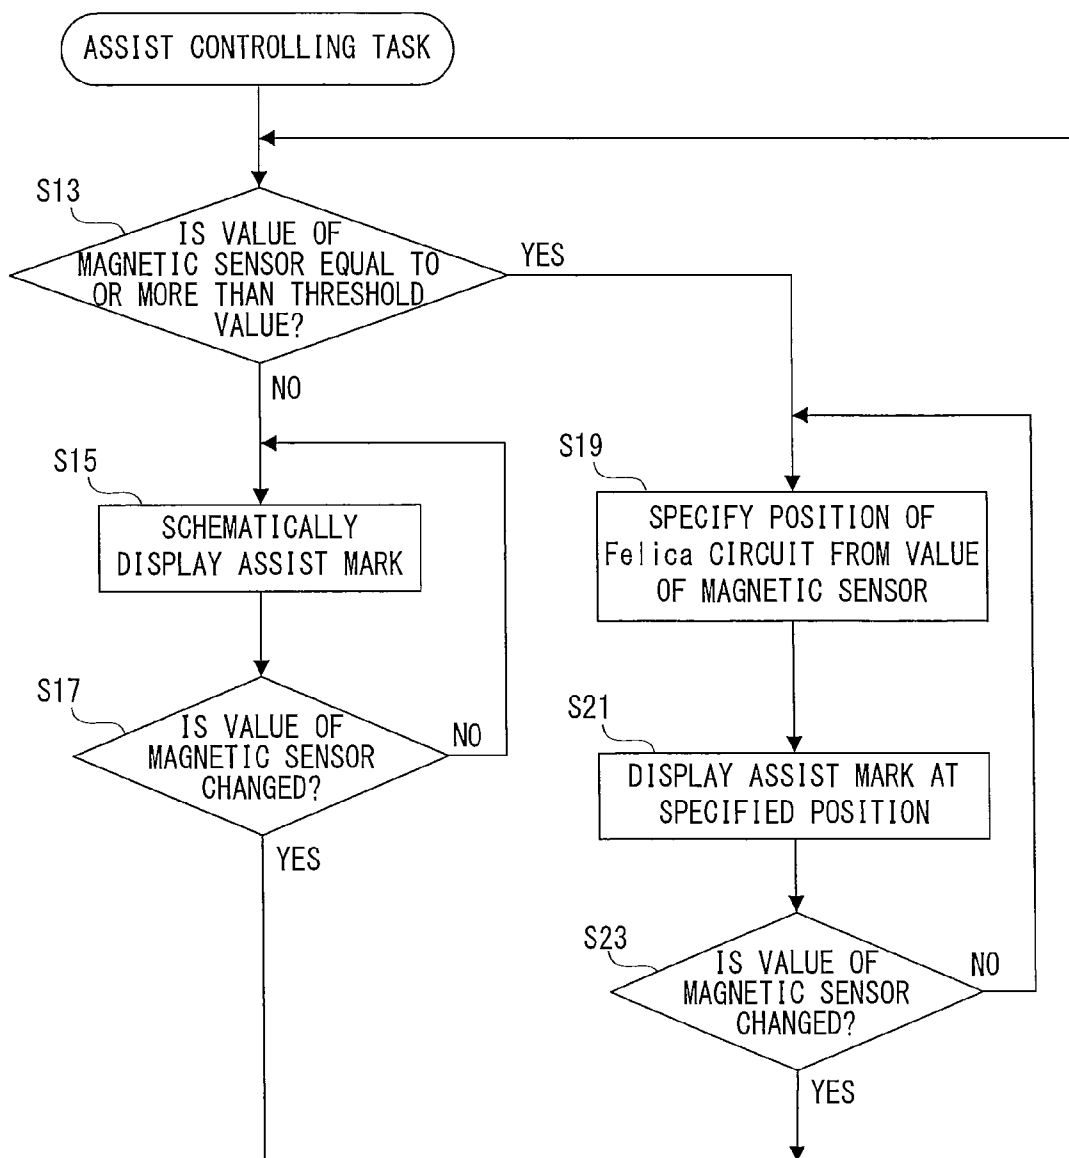 ASSIST CONTROLLING TASK
S13
IS VALUE OF
MAGNETIC SENSOR EQUAL TO
OR MORE THAN THRESHOLD
VALUE?
YES
NO
S15
SCHEMATICALLY
DISPLAY ASSIST MARK
S17
IS VALUE OF
MAGNETIC SENSOR
CHANGED?
NO
YES
S19
SPECIFY POSITION OF
Felica CIRCUIT FROM VALUE
OF MAGNETIC SENSOR
S21
DISPLAY ASSIST MARK AT
SPECIFIED POSITION
S23
IS VALUE OF
MAGNETIC SENSOR
CHANGED?
NO
YES